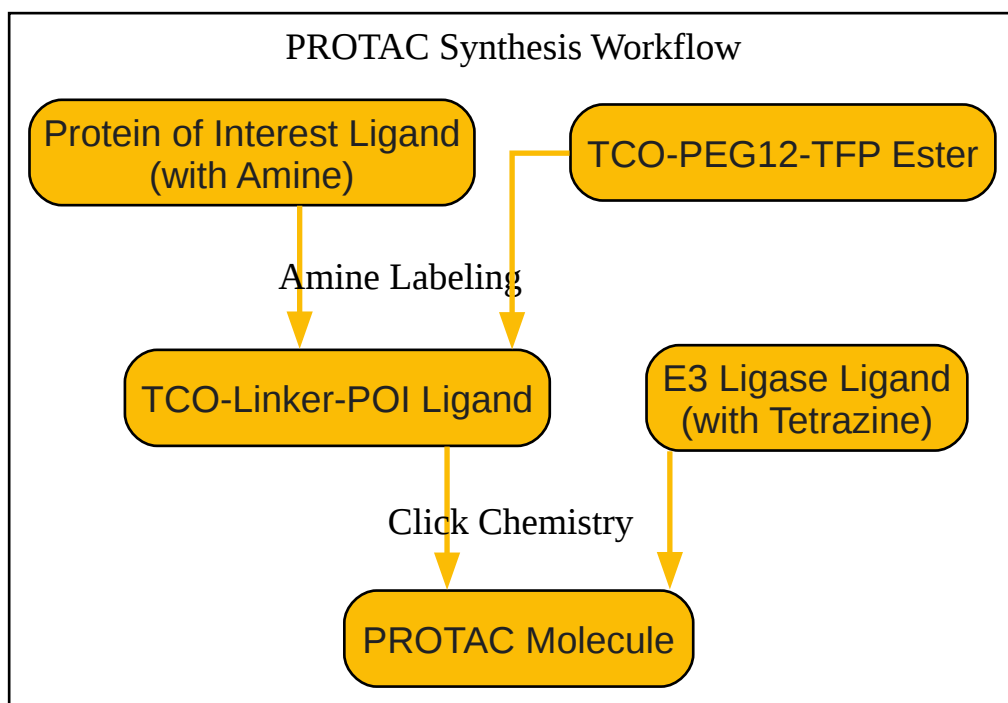 PROTAC Synthesis Workflow
Protein of Interest Ligand
(with Amine)
TCO-PEG12-TFP Ester
Amine Labeling
TCO-Linker-POI Ligand
E3 Ligase Ligand
(with Tetrazine)
Click Chemistry
PROTAC Molecule